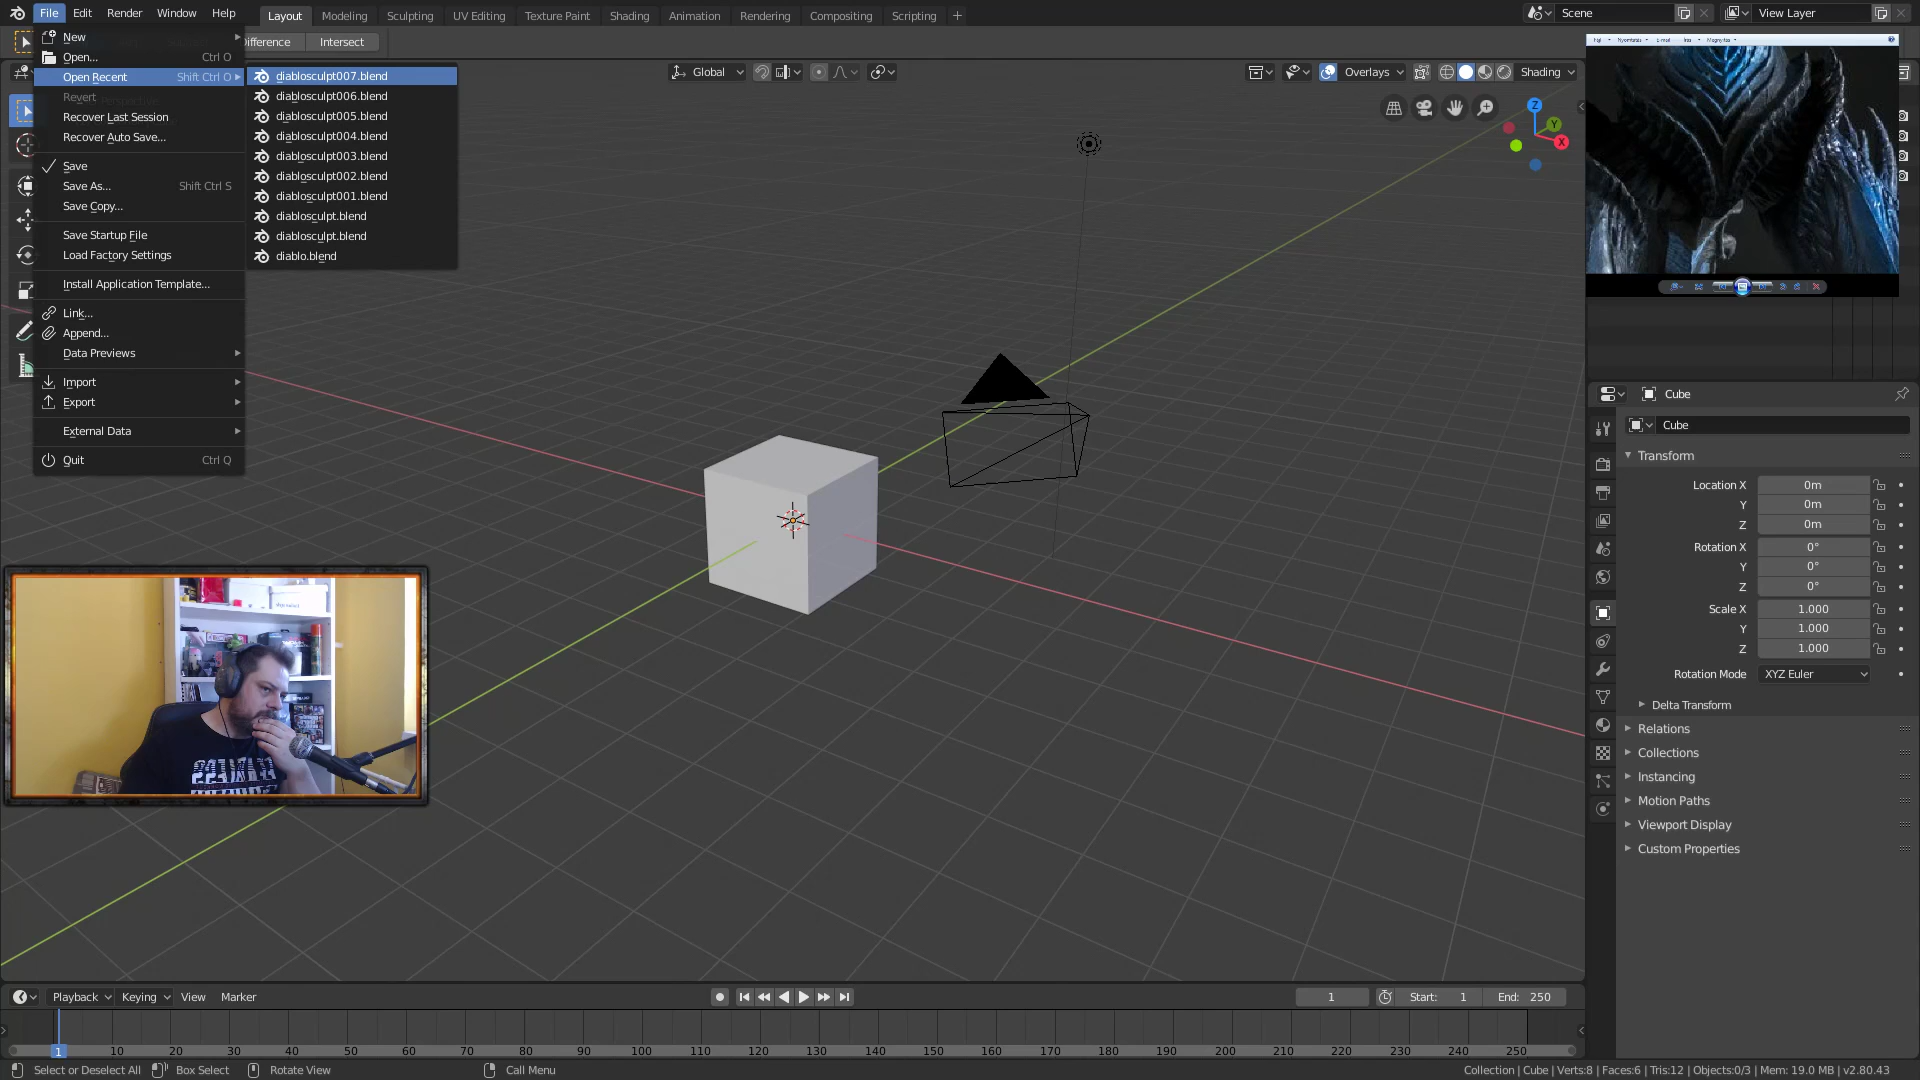 File Edit Render Window Help
Layout Modeling Sculpting UV Editing Texture Paint Shading Animation Rendering Compositing Scripting +
Scene
View Layer
ifference Intersect
Global
Overlays
Shading
New
Open... Ctrl O
Open Recent Shift Ctrl O
Revert
Recover Last Session
Recover Auto Save...
Save
Save As... Shift Ctrl S
Save Copy...
Save Startup File
Load Factory Settings
Install Application Template...
Link...
Append...
Data Previews
Import
Export
External Data
Quit Ctrl Q
diablosculpt007.blend
diablosculpt006.blend
diablosculpt005.blend
diablosculpt004.blend
diablosculpt003.blend
diablosculpt002.blend
diablosculpt001.blend
diablosculpt.blend
diablosculpt.blend
diablo.blend
Z
Y
X
Cube
Cube
Transform
Location X 0m
Y 0m
Z 0m
Rotation X 0°
Y 0°
Z 0°
Scale X 1.000
Y 1.000
Z 1.000
Rotation Mode XYZ Euler
Delta Transform
Relations
Collections
Instancing
Motion Paths
Viewport Display
Custom Properties
Playback Keying View Marker
1 Start: 1 End: 250
1 10 20 30 40 50 60 70 80 90 100 110 120 130 140 150 160 170 180 190 200 210 220 230 240 250
Select or Deselect All Box Select Rotate View Call Menu
Collection | Cube | Verts:8 | Faces:6 | Tris:12 | Objects:0/3 | Mem: 19.0 MB | v2.80.43